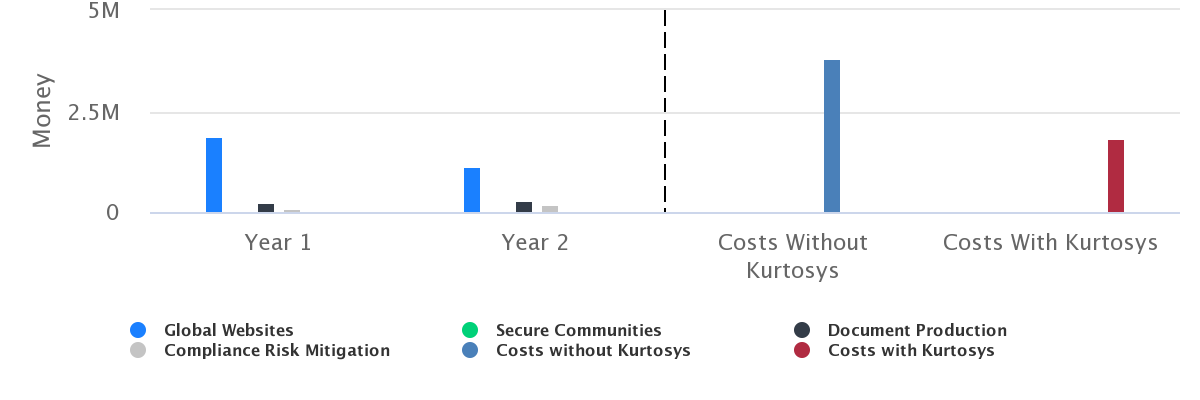 5M
Money
2.5M
0
Year 1
Year 2
Costs Without
Kurtosys
Costs With Kurtosys
Global Websites
Secure Communities
Document Production
Compliance Risk Mitigation
Costs without Kurtosys
Costs with Kurtosys